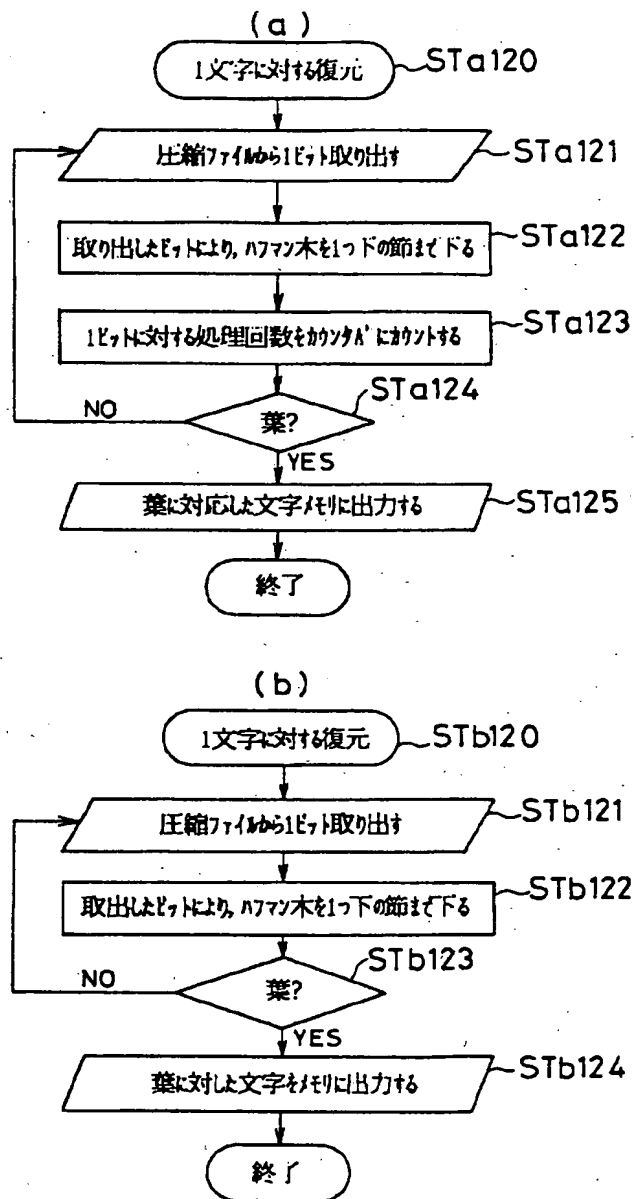 (a)
1文字に対する復元
STa120
圧縮ファイルから1ビット取り出す
STa121
取り出したビットにより,ハフマン木を1つ下の節まで下る
STa122
1ビットに対する処理回数をカウンタA'にカウントする
STa123
葉?
STa124
NO
YES
葉に対応した文字メモリに出力する
STa125
終了
(b)
1文字に対する復元
STb120
圧縮ファイルから1ビット取り出す
STb121
取出したビットにより,ハフマン木を1つ下の節まで下る
STb122
葉?
STb123
NO
YES
葉に対した文字をメモリに出力する
STb124
終了